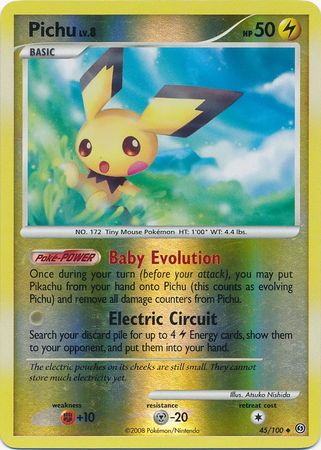 Pichu LV.8 HP 50
BASIC
NO. 172 Tiny Mouse Pokémon HT: 1'00" WT: 4.4 lbs.
Poké-POWER Baby Evolution
Once during your turn (before your attack), you may put
Pikachu from your hand onto Pichu (this counts as evolving
Pichu) and remove all damage counters from Pichu.
Electric Circuit
Search your discard pile for up to 4 Energy cards, show them
to your opponent, and put them into your hand.
The electric pouches on its cheeks are still small. They cannot
store much electricity yet.
Illus. Atsuko Nishida
weakness resistance retreat cost
+10 -20
©2008 Pokémon/Nintendo 45/100